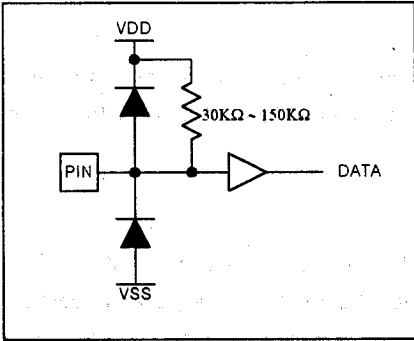 VDD
30KΩ ~ 150KΩ
PIN
DATA
VSS